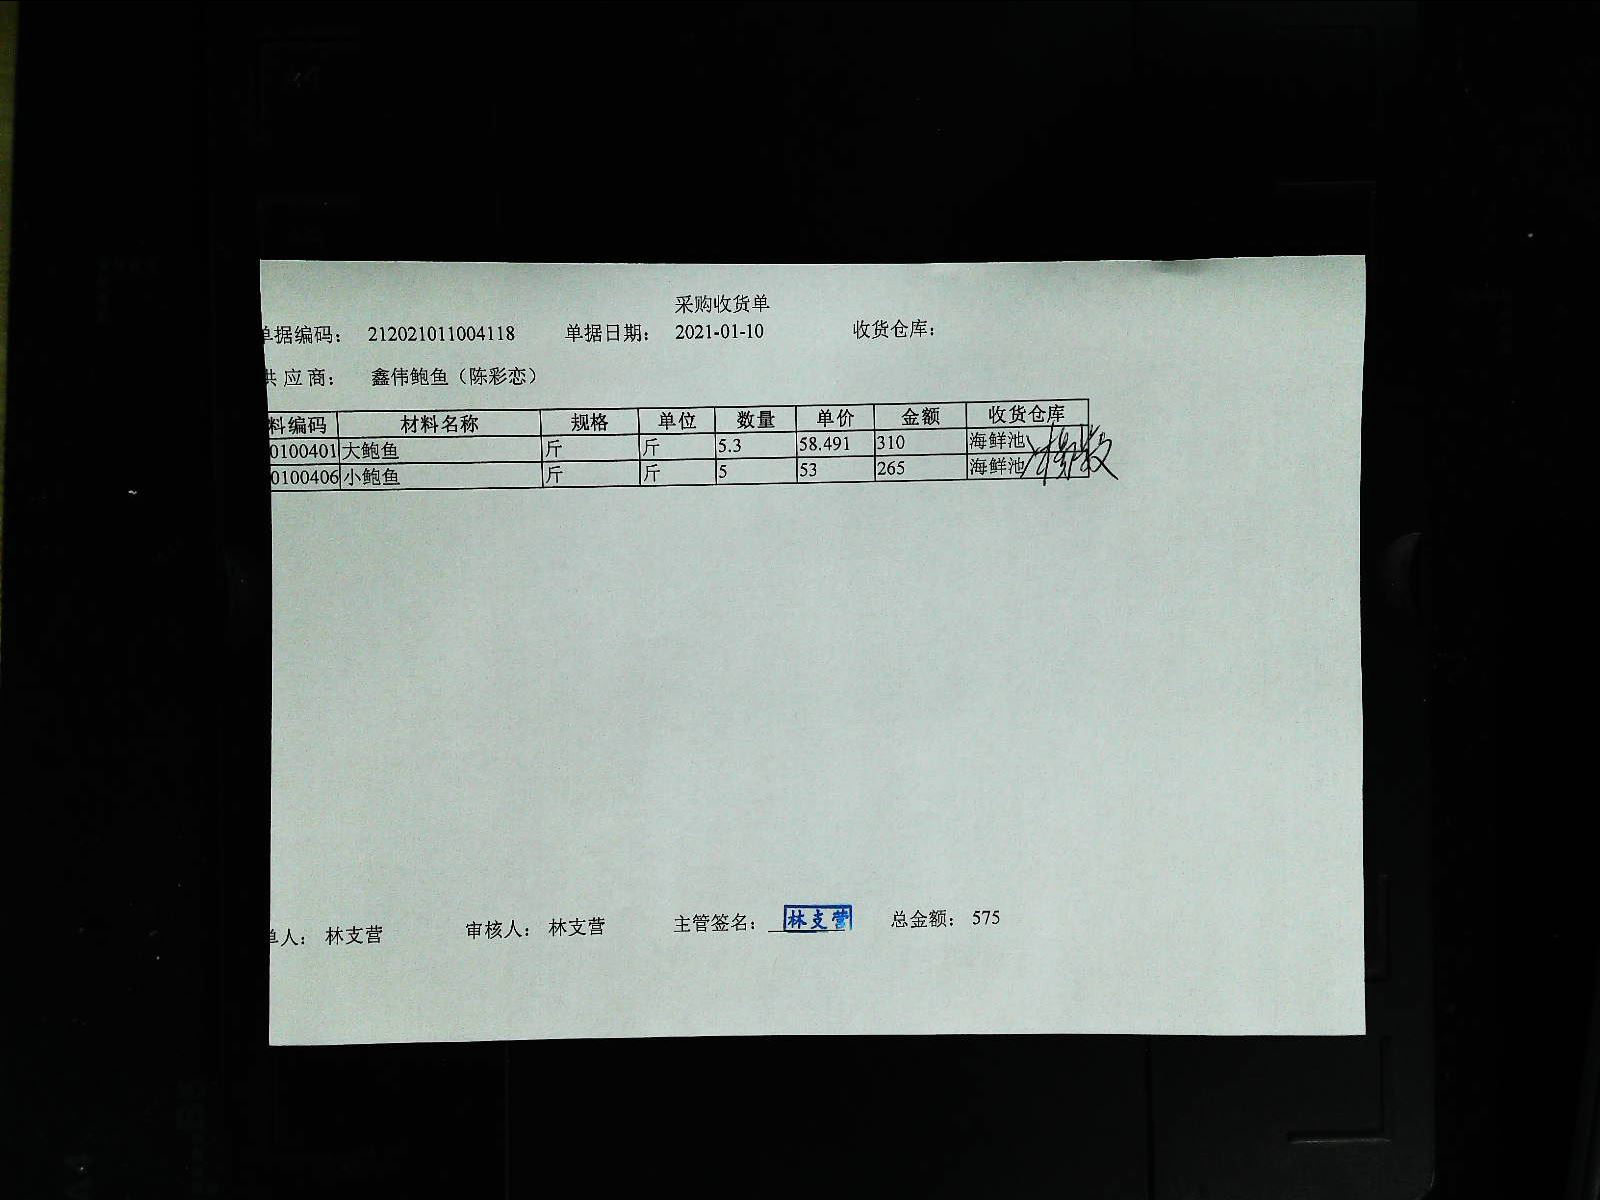 采购收货单
单据编码： 212021011004118 单据日期： 2021-01-10 收货仓库：
供 应 商： 鑫伟鲍鱼（陈彩恋）
料编码 材料名称 规格 单位 数量 单价 金额 收货仓库
0100401 大鲍鱼 斤 斤 5.3 58.491 310 海鲜池
0100406 小鲍鱼 斤 斤 5 53 265 海鲜池
单人： 林支营 审核人： 林支营 主管签名： 林支营 总金额： 575